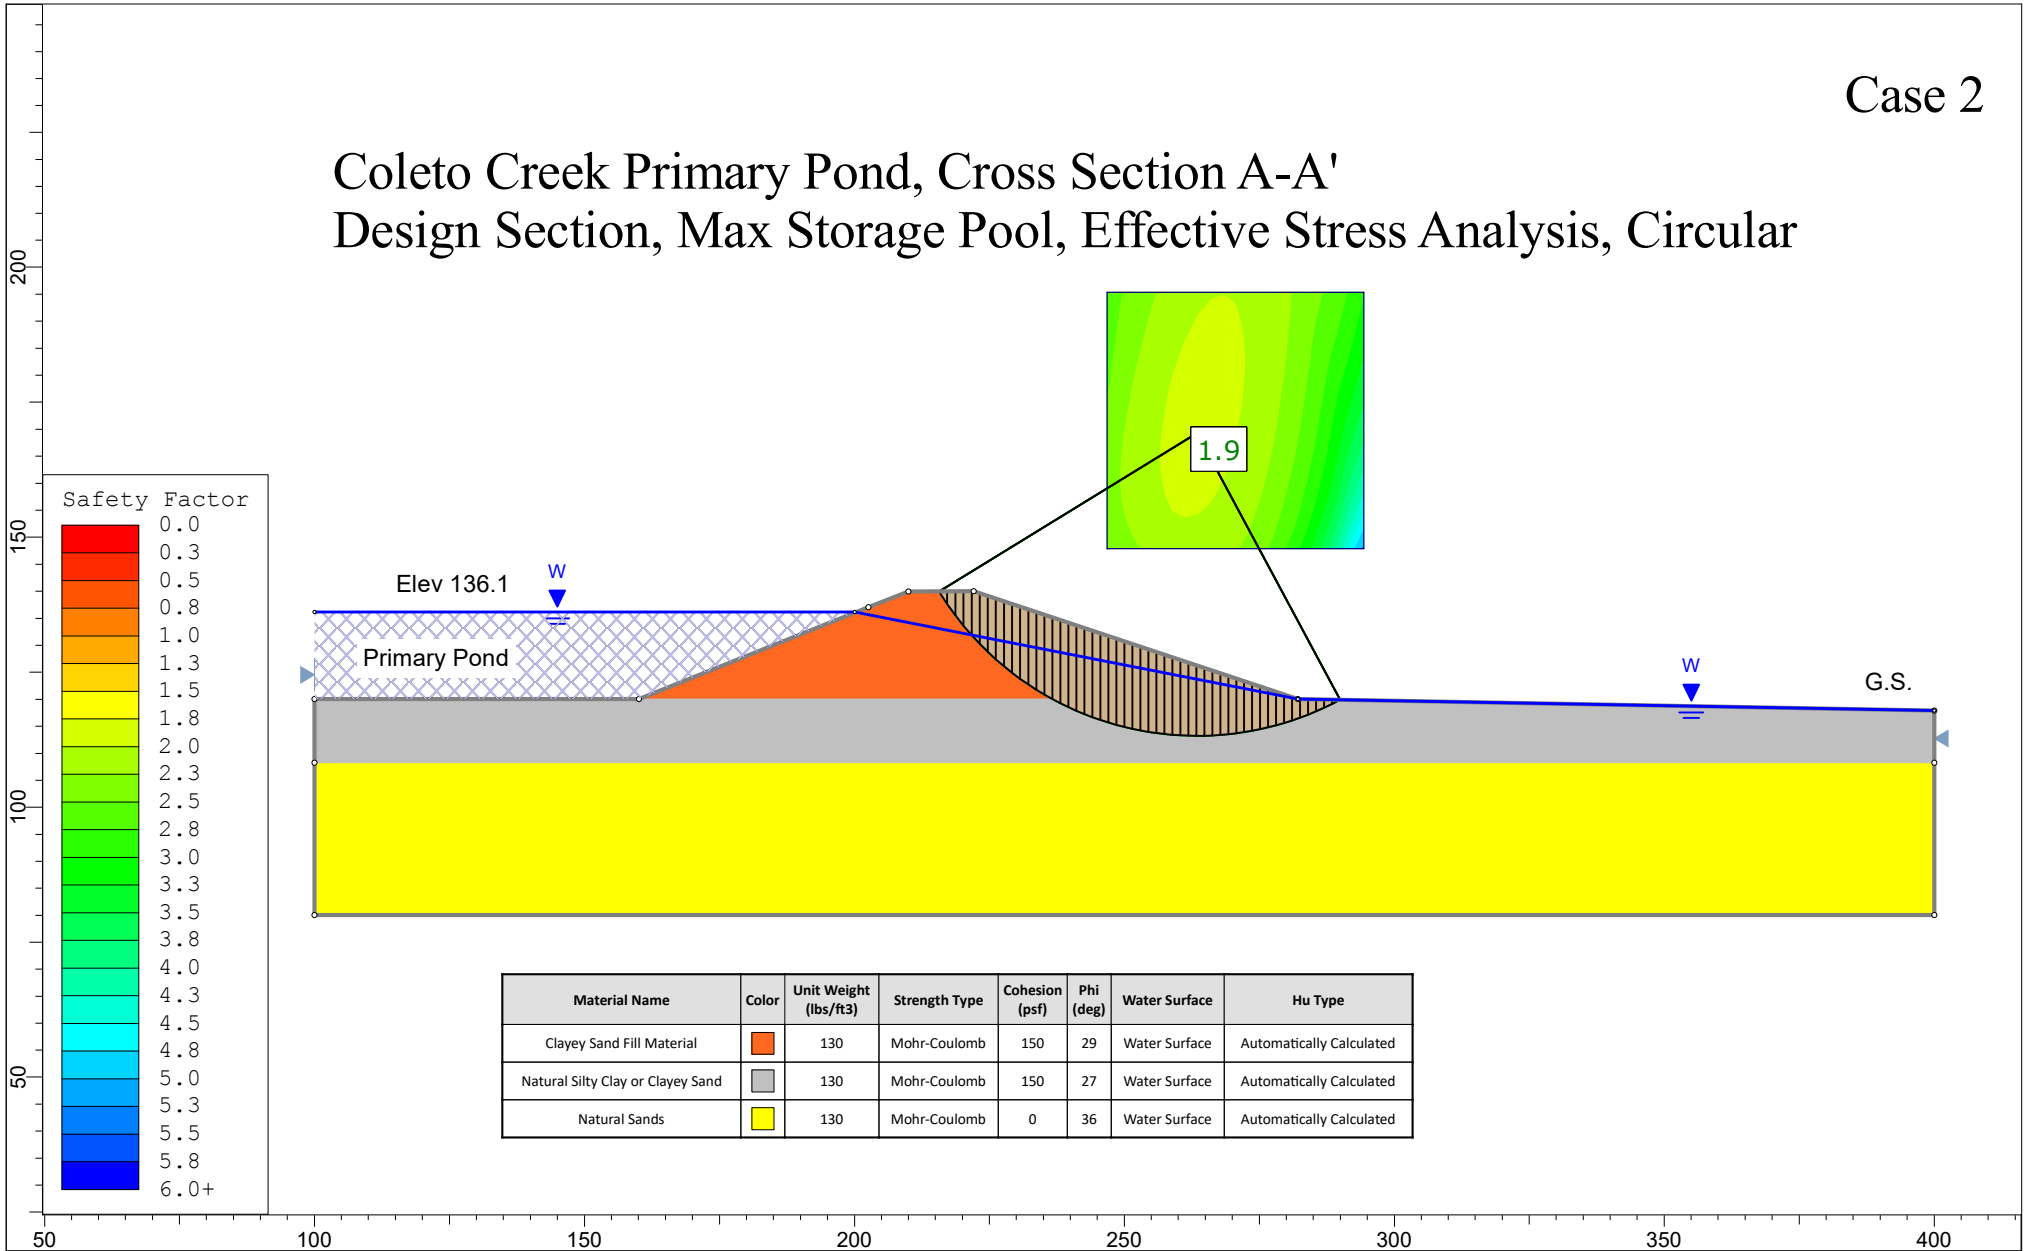 Case 2
Coleto Creek Primary Pond, Cross Section A-A'
Design Section, Max Storage Pool, Effective Stress Analysis, Circular
200
150
100
50
1.9
Safety Factor
0.0
0.3
0.5
0.8
1.0
1.3
1.5
1.8
2.0
2.3
2.5
2.8
3.0
3.3
3.5
3.8
4.0
4.3
4.5
4.8
5.0
5.3
5.5
5.8
6.0+
Elev 136.1
W
Primary Pond
W
G.S.
Material Name Color Unit Weight (lbs/ft3) Strength Type Cohesion (psf) Phi (deg) Water Surface Hu Type
Clayey Sand Fill Material 130 Mohr-Coulomb 150 29 Water Surface Automatically Calculated
Natural Silty Clay or Clayey Sand 130 Mohr-Coulomb 150 27 Water Surface Automatically Calculated
Natural Sands 130 Mohr-Coulomb 0 36 Water Surface Automatically Calculated
50 100 150 200 250 300 350 400